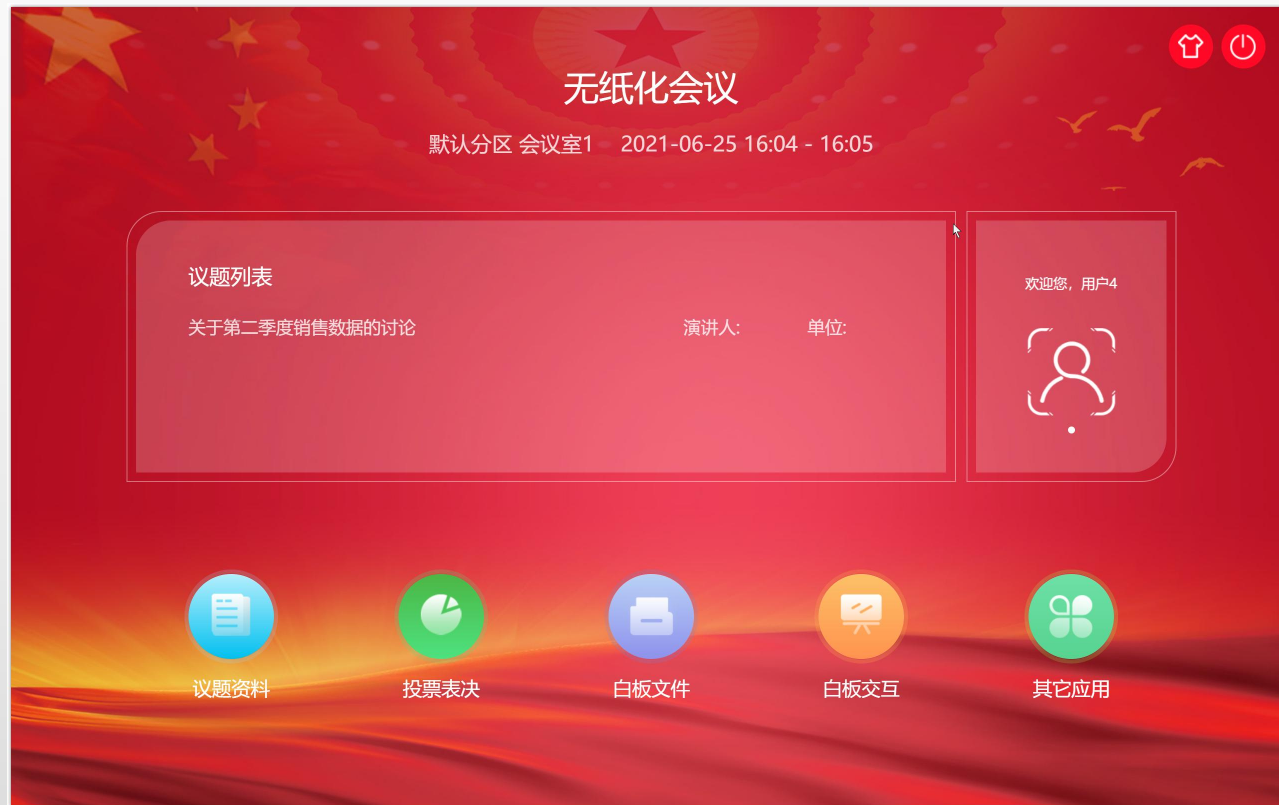 无纸化会议
默认分区 会议室1 2021-06-25 16:04 - 16:05
议题列表
欢迎您，用户4
关于第二季度销售数据的讨论 演讲人: 单位:
议题资料 投票表决 白板文件 白板交互 其它应用